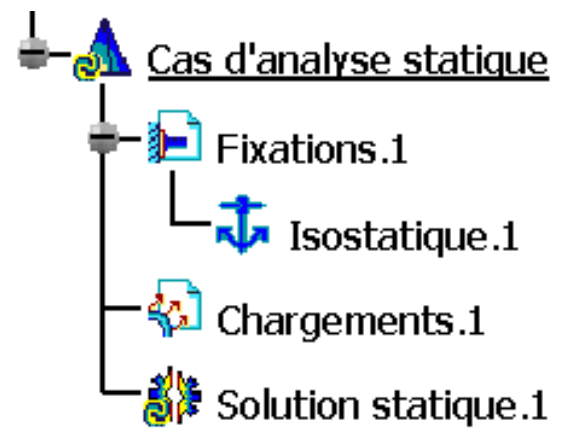 Cas d'analyse statique
Fixations.1
Isostatique.1
Chargements.1
Solution statique.1